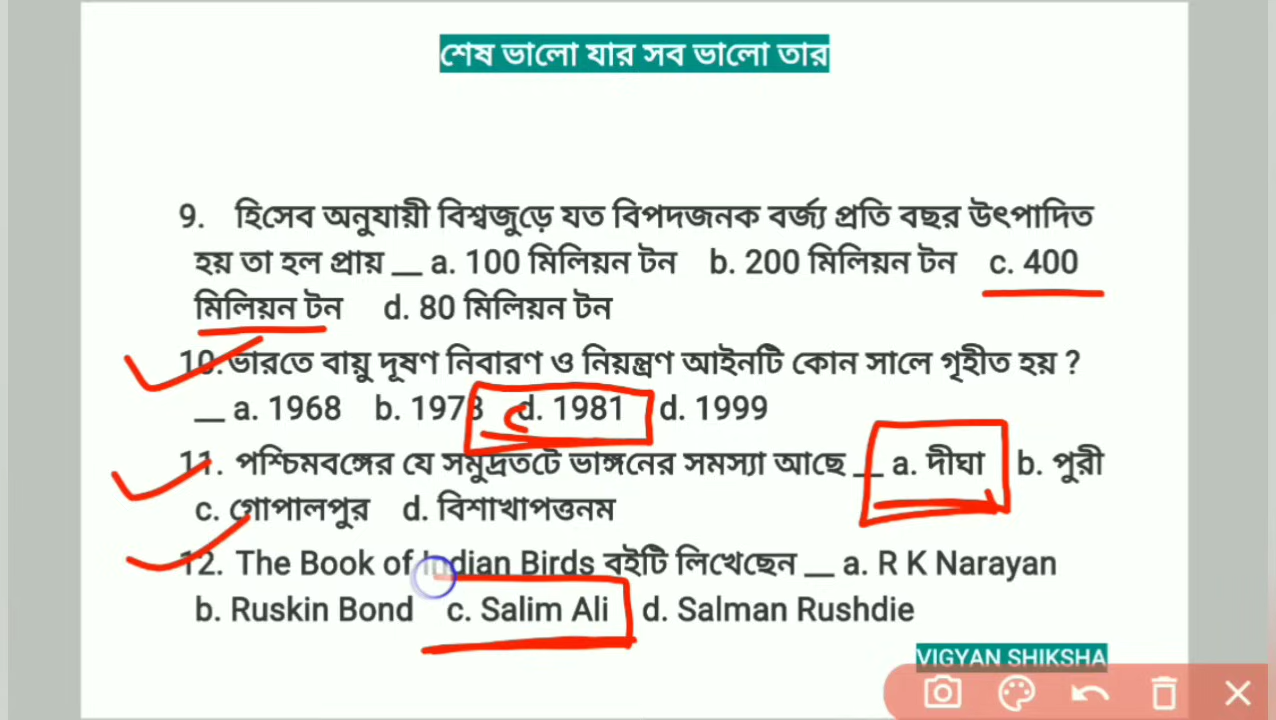 শেষ ভালো যার সব ভালো তার
9. হিসেব অনুযায়ী বিশ্বজুড়ে যত বিপদজনক বর্জ্য প্রতি বছর উৎপাদিত
হয় তা হল প্রায় __ a. 100 মিলিয়ন টন b. 200 মিলিয়ন টন c. 400
মিলিয়ন টন d. 80 মিলিয়ন টন
10. ভারতে বায়ু দূষণ নিবারণ ও নিয়ন্ত্রণ আইনটি কোন সালে গৃহীত হয় ?
__ a. 1968 b. 1973 d. 1981 d. 1999
11. পশ্চিমবঙ্গের যে সমুদ্রতটে ভাঙ্গনের সমস্যা আছে __ a. দীঘা b. পুরী
c. গোপালপুর d. বিশাখাপত্তনম
12. The Book of Indian Birds বইটি লিখেছেন __ a. R K Narayan
b. Ruskin Bond c. Salim Ali d. Salman Rushdie
VIGYAN SHIKSHA